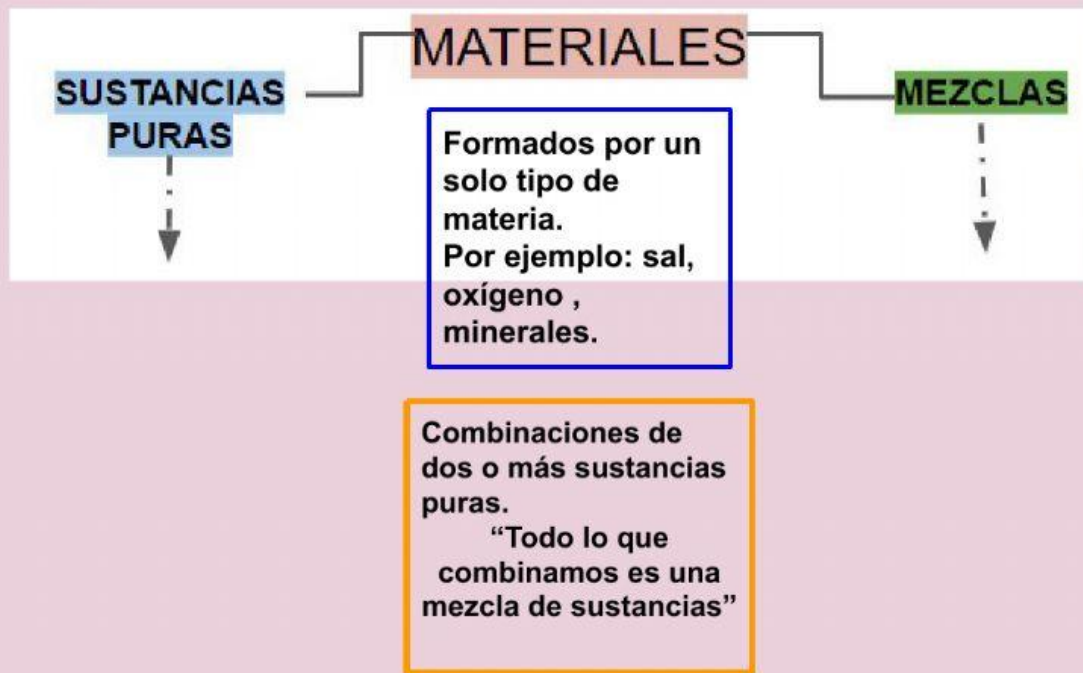 MATERIALES
SUSTANCIAS
PURAS
MEZCLAS
Formados por un
solo tipo de
materia.
Por ejemplo: sal,
oxígeno ,
minerales.
Combinaciones de
dos o más sustancias
puras.
“Todo lo que
combinamos es una
mezcla de sustancias”